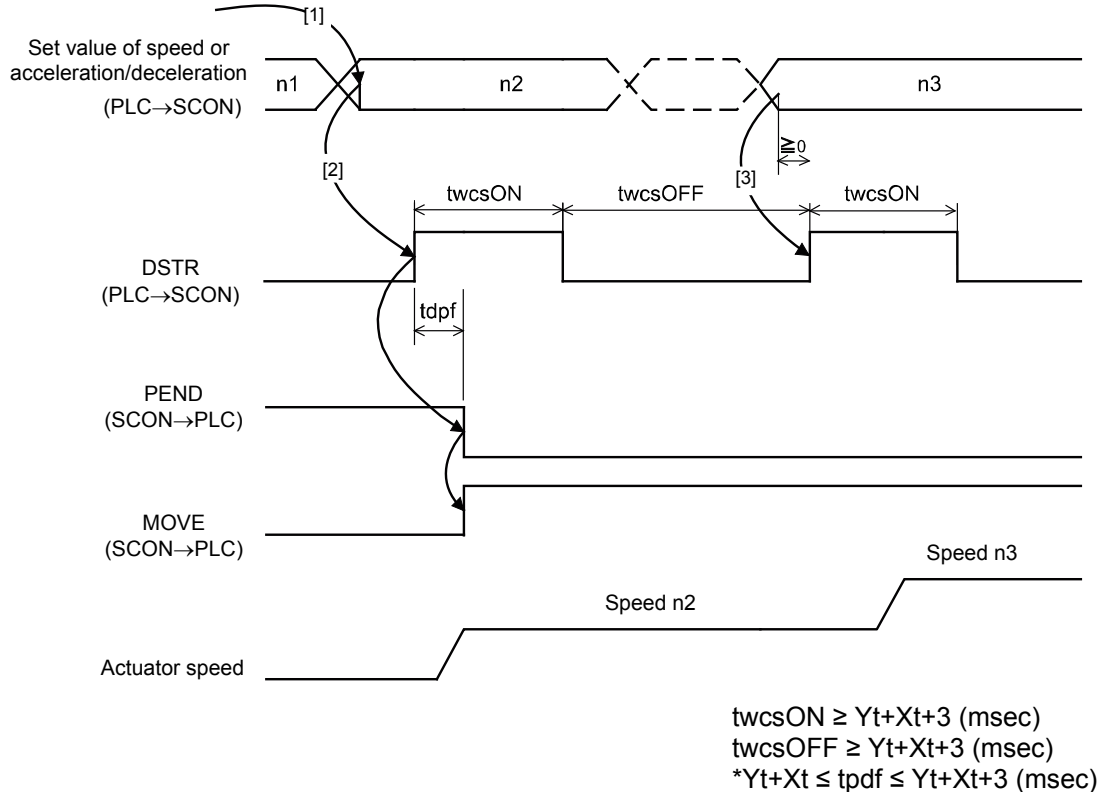 [1]
Set value of speed or
acceleration/deceleration
(PLC→SCON)
n1
n2
n3
≧0
[2]
[3]
twcsON
twcsOFF
twcsON
DSTR
(PLC→SCON)
tdpf
PEND
(SCON→PLC)
MOVE
(SCON→PLC)
Speed n3
Speed n2
Actuator speed
twcsON ≥ Yt+Xt+3 (msec)
twcsOFF ≥ Yt+Xt+3 (msec)
*Yt+Xt ≤ tpdf ≤ Yt+Xt+3 (msec)